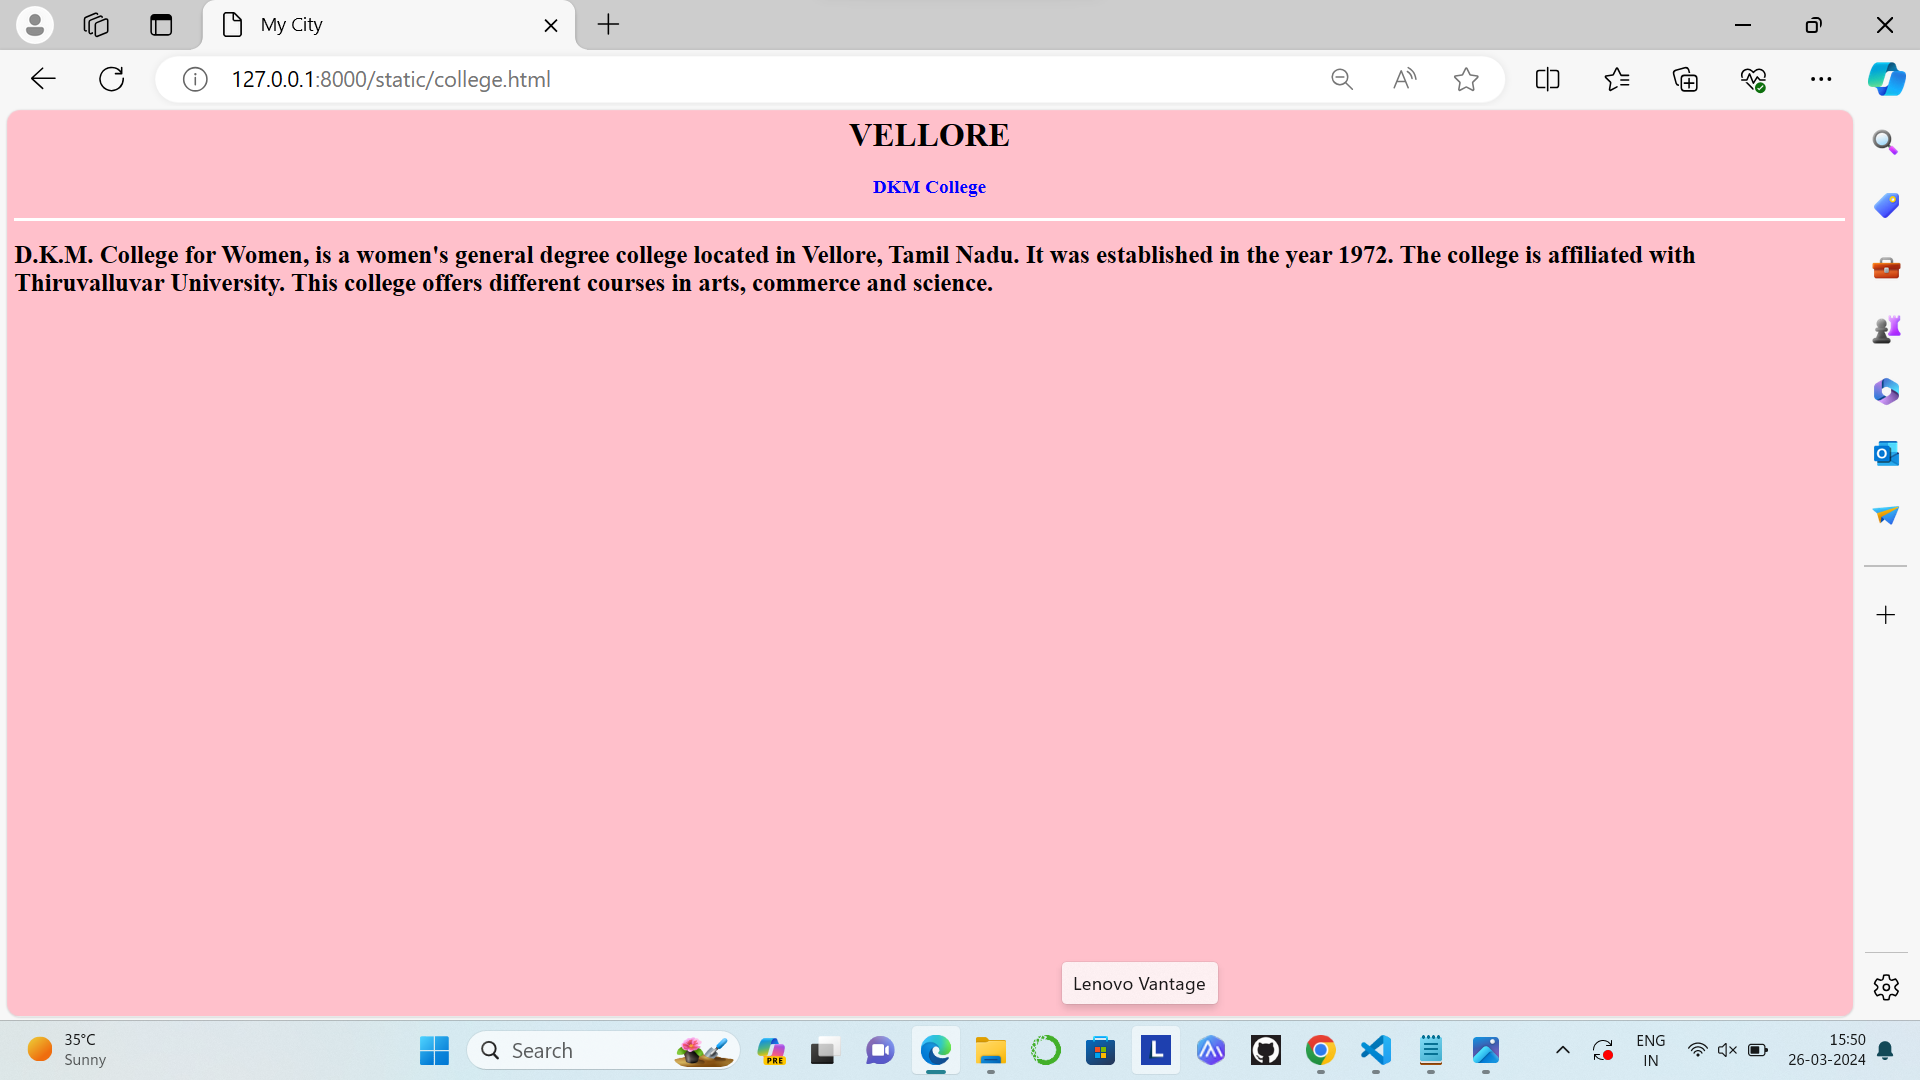 My City
127.0.0.1:8000/static/college.html
VELLORE
DKM College
D.K.M. College for Women, is a women's general degree college located in Vellore, Tamil Nadu. It was established in the year 1972. The college is affiliated with
Thiruvalluvar University. This college offers different courses in arts, commerce and science.
Lenovo Vantage
35°C
Sunny
Search
PRE
L
ENG
IN
15:50
26-03-2024